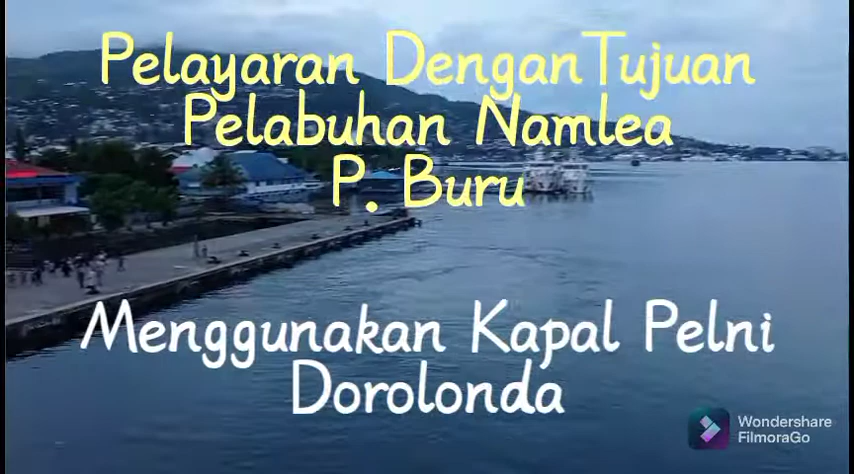 Pelayaran DenganTujuan
Pelabuhan Namlea
P. Buru
Menggunakan Kapal Pelni
Dorolonda
Wondershare
FilmoraGo